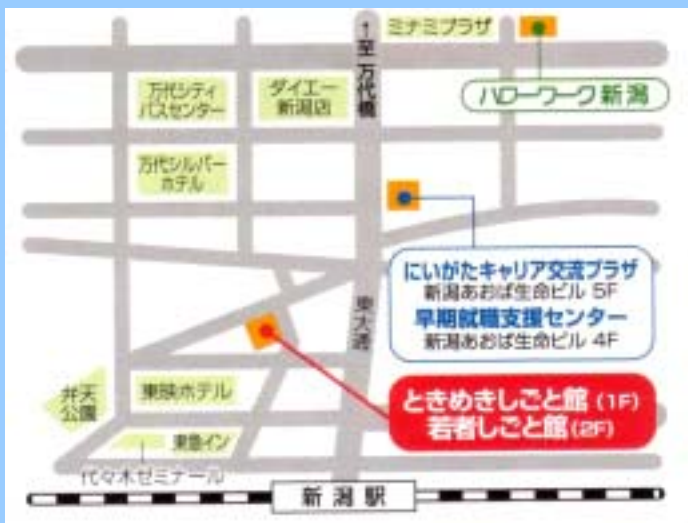 ↑至 万代橋
ミナミプラザ
ハローワーク新潟
万代シティ
バスセンター
ダイエー
新潟店
万代シルバー
ホテル
にいがたキャリア交流プラザ
新潟あおば生命ビル 5F
早期就職支援センター
新潟あおば生命ビル 4F
東大通
ときめきしごと館 (1F)
若者しごと館 (2F)
弁天
公園
東映ホテル
東急イン
代々木ゼミナール
新潟駅